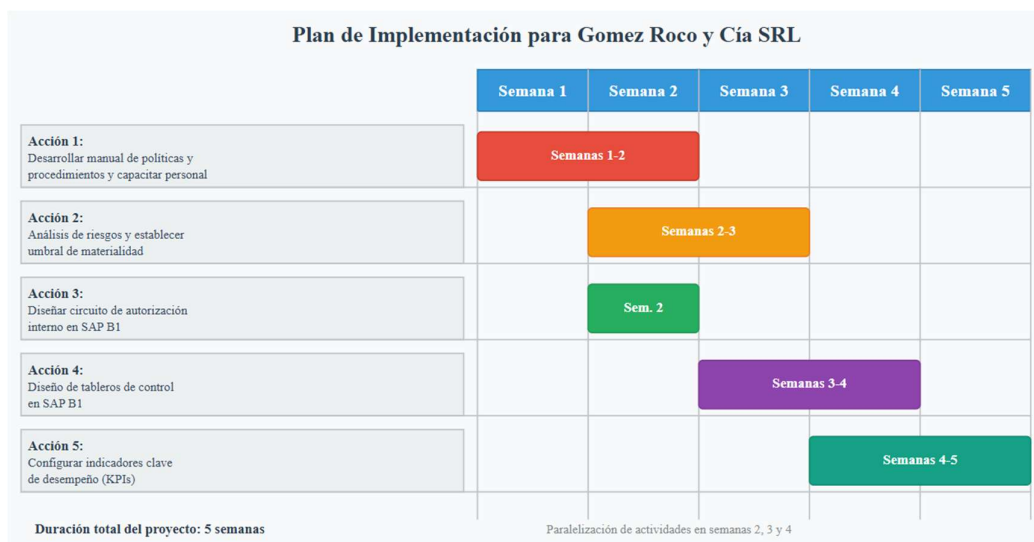 Plan de Implementación para Gomez Roco y Cía SRL
Semana 1 Semana 2 Semana 3 Semana 4 Semana 5
Acción 1:
Desarrollar manual de políticas y
procedimientos y capacitar personal
Semanas 1-2
Acción 2:
Análisis de riesgos y establecer
umbral de materialidad
Semanas 2-3
Acción 3:
Diseñar circuito de autorización
interno en SAP B1
Sem. 2
Acción 4:
Diseño de tableros de control
en SAP B1
Semanas 3-4
Acción 5:
Configurar indicadores clave
de desempeño (KPIs)
Semanas 4-5
Duración total del proyecto: 5 semanas
Paralelización de actividades en semanas 2, 3 y 4